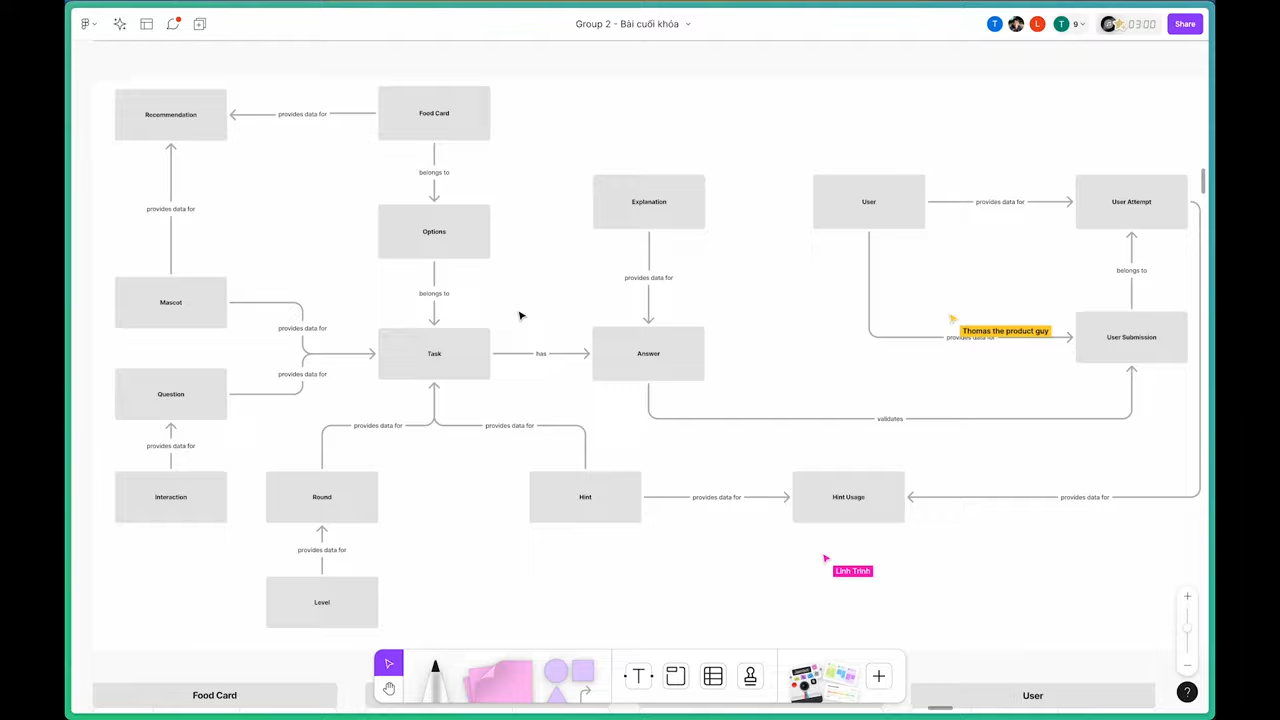 Group 2 - Bài cuối khóa
T
L
T
9
03:00
Share
Recommendation
provides data for
Food Card
belongs to
provides data for
Options
Explanation
User
provides data for
User Attempt
belongs to
provides data for
belongs to
Mascot
provides data for
Thomas the product guy
provides data for
User Submission
Task
has
Answer
provides data for
Question
validates
provides data for
provides data for
provides data for
Interaction
Round
Hint
provides data for
Hint Usage
provides data for
provides data for
Linh Trinh
Level
T
?
Food Card
User